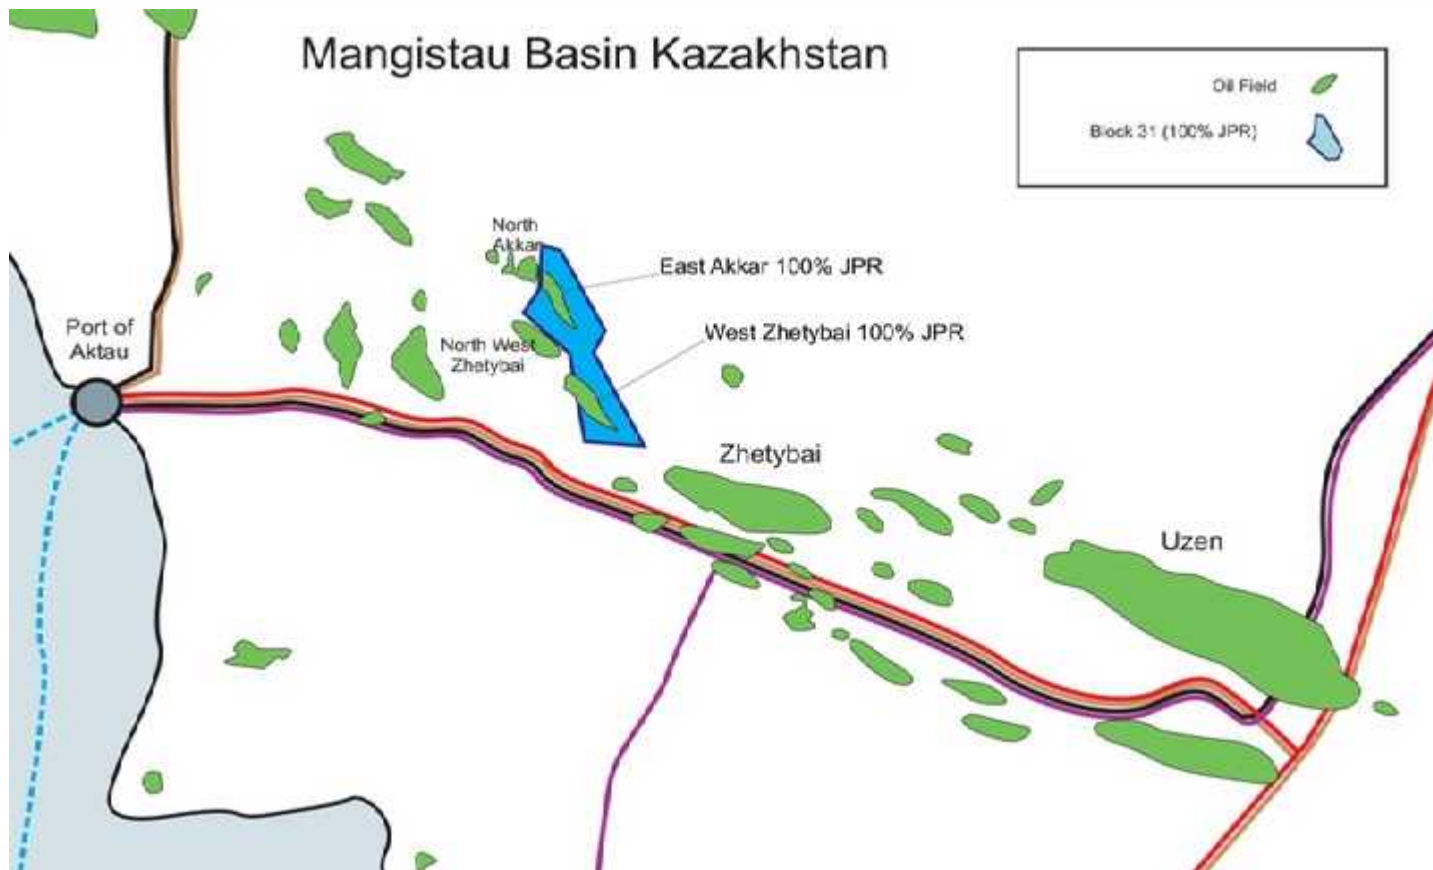 Mangistau Basin Kazakhstan
Oil Field
Block 31 (100% JPR)
North
Akkar
East Akkar 100% JPR
Port of
Aktau
West Zhetybai 100% JPR
North West
Zhetybai
Zhetybai
Uzen